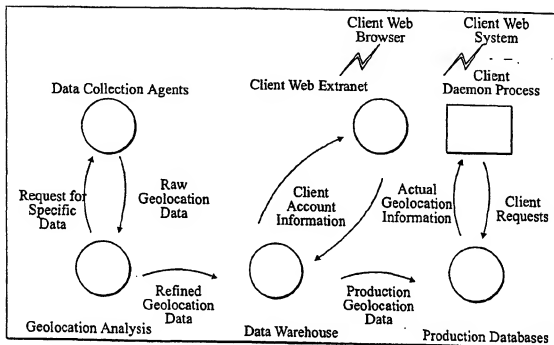 Client Web
Browser
Client Web
System
Client Web Extranet
Client
Daemon Process
Data Collection Agents
Request for
Specific
Data
Raw
Geolocation
Data
Client
Account
Information
Actual
Geolocation
Information
Client
Requests
Refined
Geolocation
Data
Production
Geolocation
Data
Geolocation Analysis
Data Warehouse
Production Databases